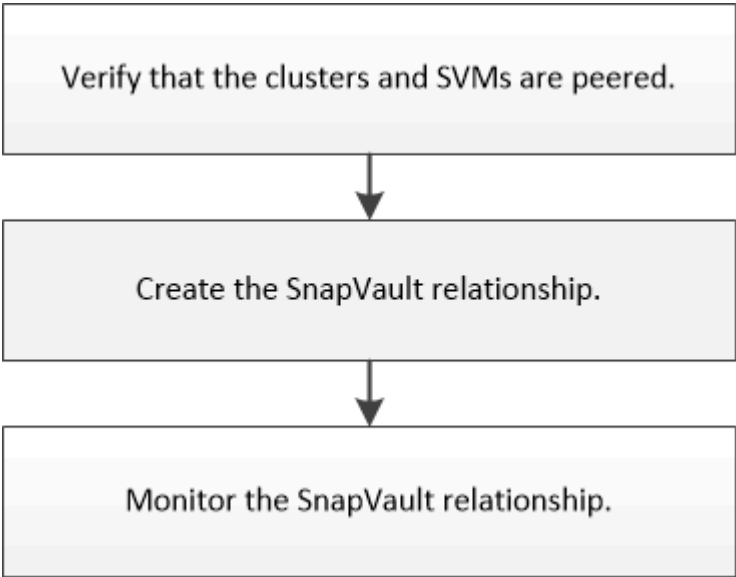 Verify that the clusters and SVMs are peered.
Create the SnapVault relationship.
Monitor the SnapVault relationship.